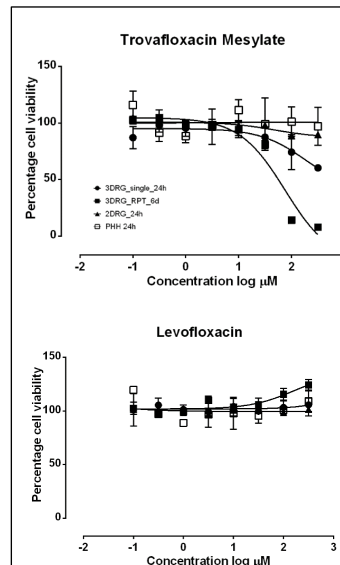 Trovafloxacin Mesylate
Percentage cell viability
150
100
50
0
3DRG_single_24h
3DRG_RPT_6d
2DRG_24h
PHH 24h
-2 -1 0 1 2 3
Concentration log μM
Levofloxacin
Percentage cell viability
150
100
50
0
-2 -1 0 1 2 3
Concentration log μM